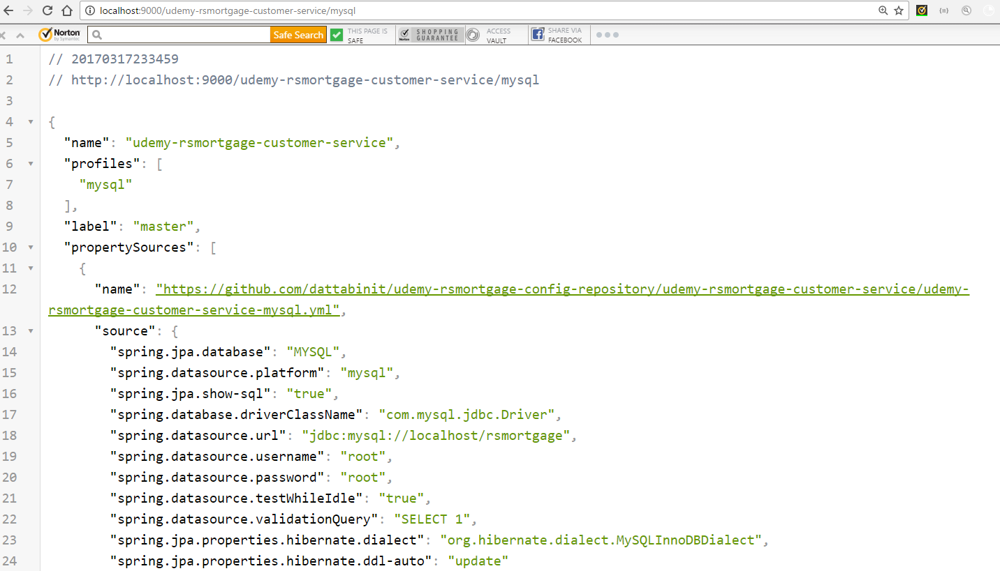 localhost:9000/udemy-rsmortgage-customer-service/mysql
Norton by Symantec Safe Search THIS PAGE IS SAFE Norton SHOPPING GUARANTEE ACCESS VAULT SHARE VIA FACEBOOK
1 // 20170317233459
2 // http://localhost:9000/udemy-rsmortgage-customer-service/mysql
3
4 {
5 "name": "udemy-rsmortgage-customer-service",
6 "profiles": [
7 "mysql"
8 ],
9 "label": "master",
10 "propertySources": [
11 {
12 "name": "https://github.com/dattabinit/udemy-rsmortgage-config-repository/udemy-rsmortgage-customer-service/udemy-
rsmortgage-customer-service-mysql.yml",
13 "source": {
14 "spring.jpa.database": "MYSQL",
15 "spring.datasource.platform": "mysql",
16 "spring.jpa.show-sql": "true",
17 "spring.database.driverClassName": "com.mysql.jdbc.Driver",
18 "spring.datasource.url": "jdbc:mysql://localhost/rsmortgage",
19 "spring.datasource.username": "root",
20 "spring.datasource.password": "root",
21 "spring.datasource.testWhileIdle": "true",
22 "spring.datasource.validationQuery": "SELECT 1",
23 "spring.jpa.properties.hibernate.dialect": "org.hibernate.dialect.MySQLInnoDBDialect",
24 "spring.jpa.properties.hibernate.ddl-auto": "update"